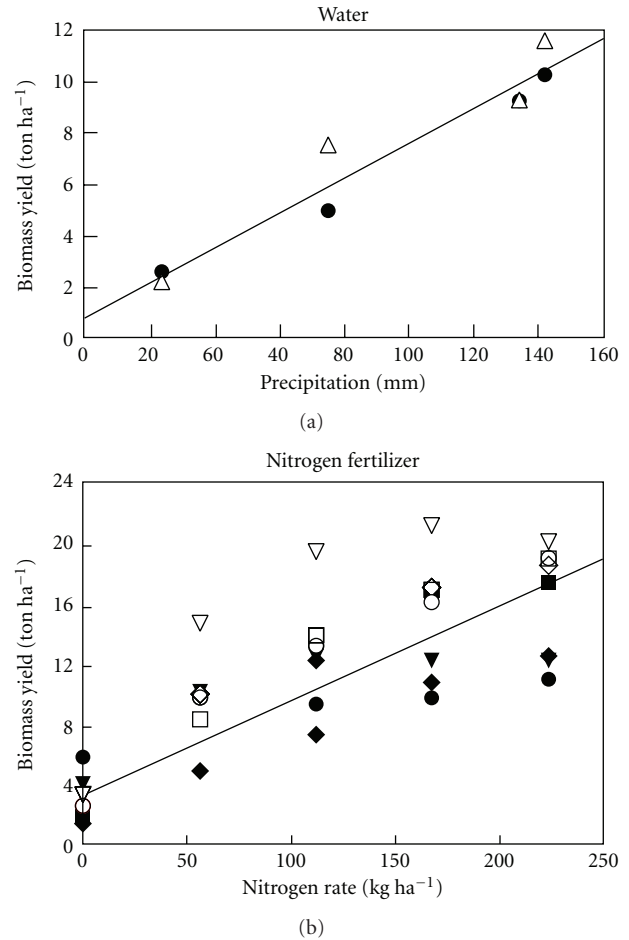 Water
12
10
8
6
4
2
0
Biomass yield (ton ha⁻¹)
0 20 60 40 80 100 120 140 160
Precipitation (mm)
(a)
Nitrogen fertilizer
24
20
16
12
8
4
0
Biomass yield (ton ha⁻¹)
0 50 100 150 200 250
Nitrogen rate (kg ha⁻¹)
(b)